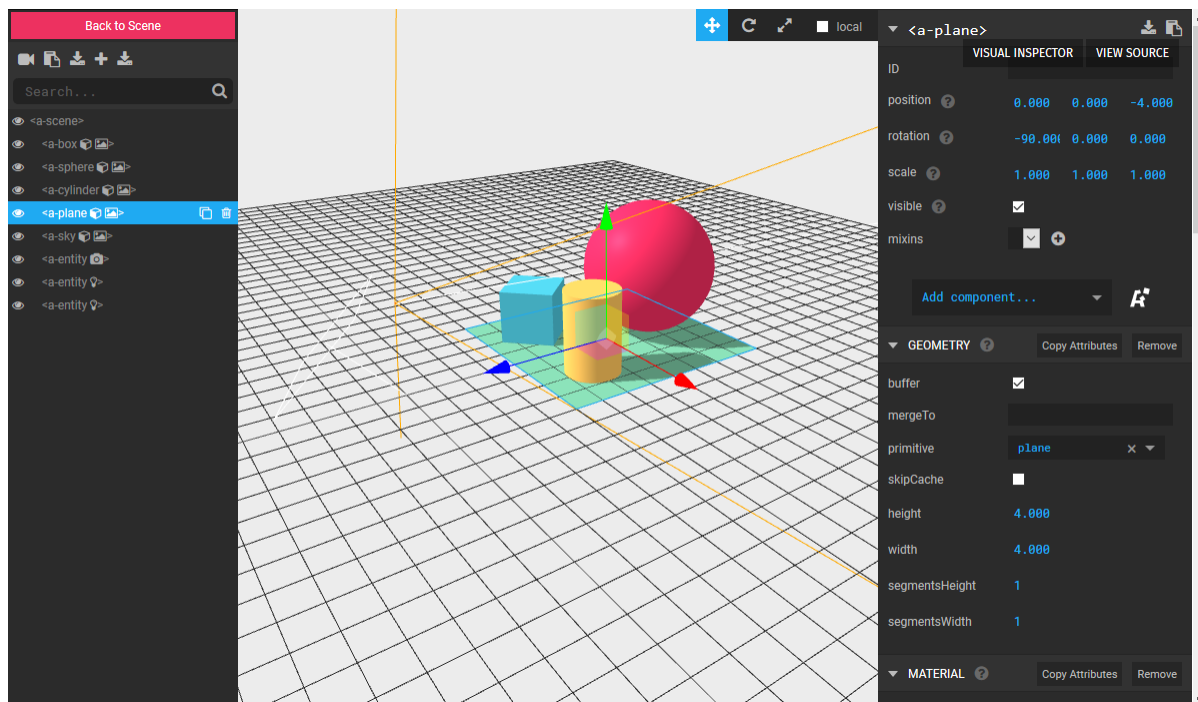 Back to Scene
local
<a-plane>
VISUAL INSPECTOR
VIEW SOURCE
Search...
ID
<a-scene>
position 0.000 0.000 -4.000
<a-box >
rotation -90.000 0.000 0.000
<a-sphere >
scale 1.000 1.000 1.000
<a-cylinder >
visible
<a-plane >
mixins
<a-sky >
<a-entity >
<a-entity >
<a-entity >
Add component...
GEOMETRY Copy Attributes Remove
buffer
mergeTo
primitive plane
skipCache
height 4.000
width 4.000
segmentsHeight 1
segmentsWidth 1
MATERIAL Copy Attributes Remove